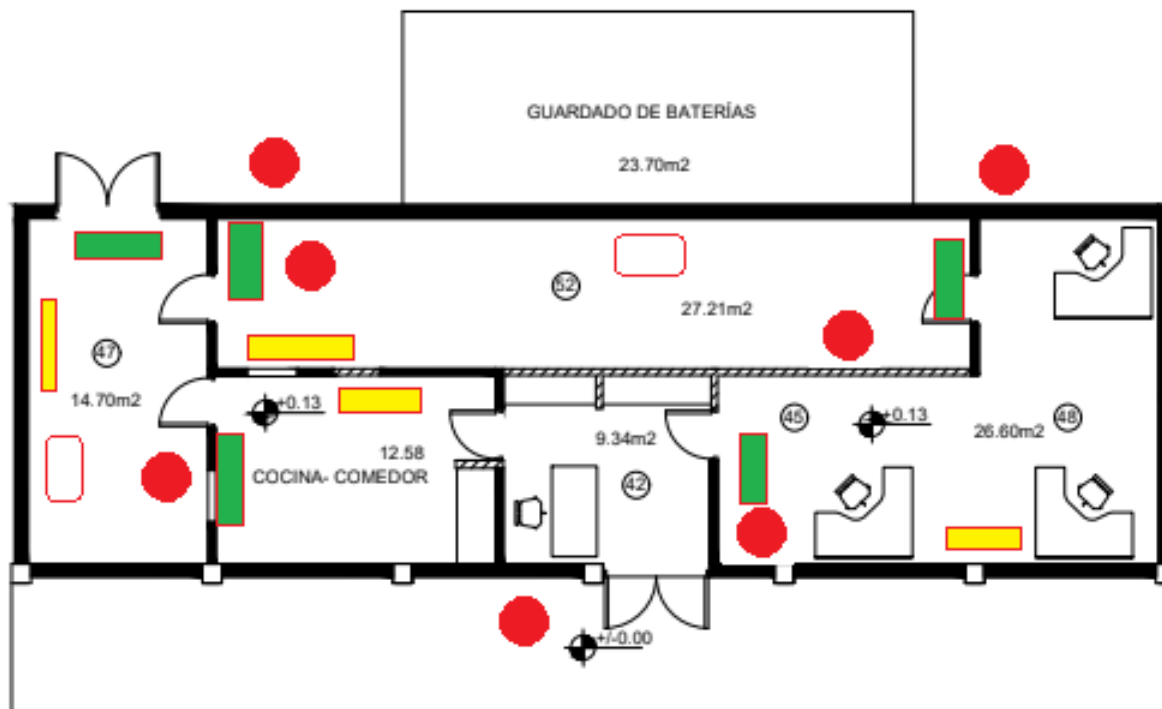 GUARDADO DE BATERÍAS
23.70m2
52
27.21m2
47
14.70m2
+0.13
12.58
COCINA- COMEDOR
9.34m2
42
45
+0.13
26.60m2
48
+/-0.00